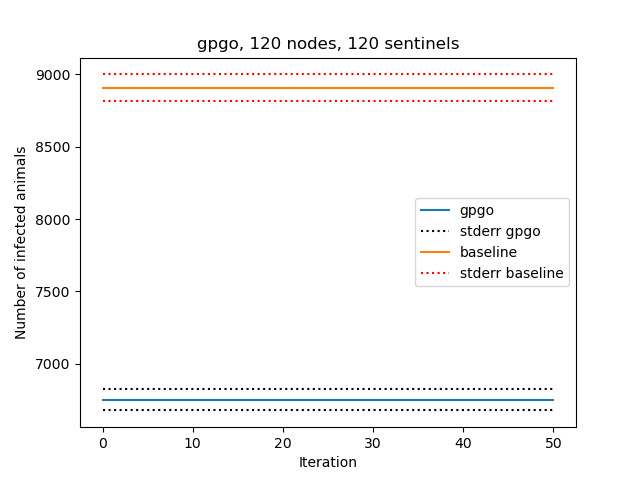 gpgo, 120 nodes, 120 sentinels
9000
8500
8000
7500
7000
Number of infected animals
gpgo
stderr gpgo
baseline
stderr baseline
0 10 20 30 40 50
Iteration